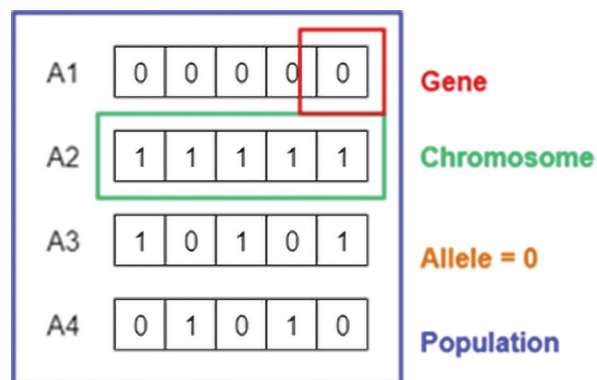 A1 0 0 0 0 0 Gene
A2 1 1 1 1 1 Chromosome
A3 1 0 1 0 1 Allele = 0
A4 0 1 0 1 0 Population